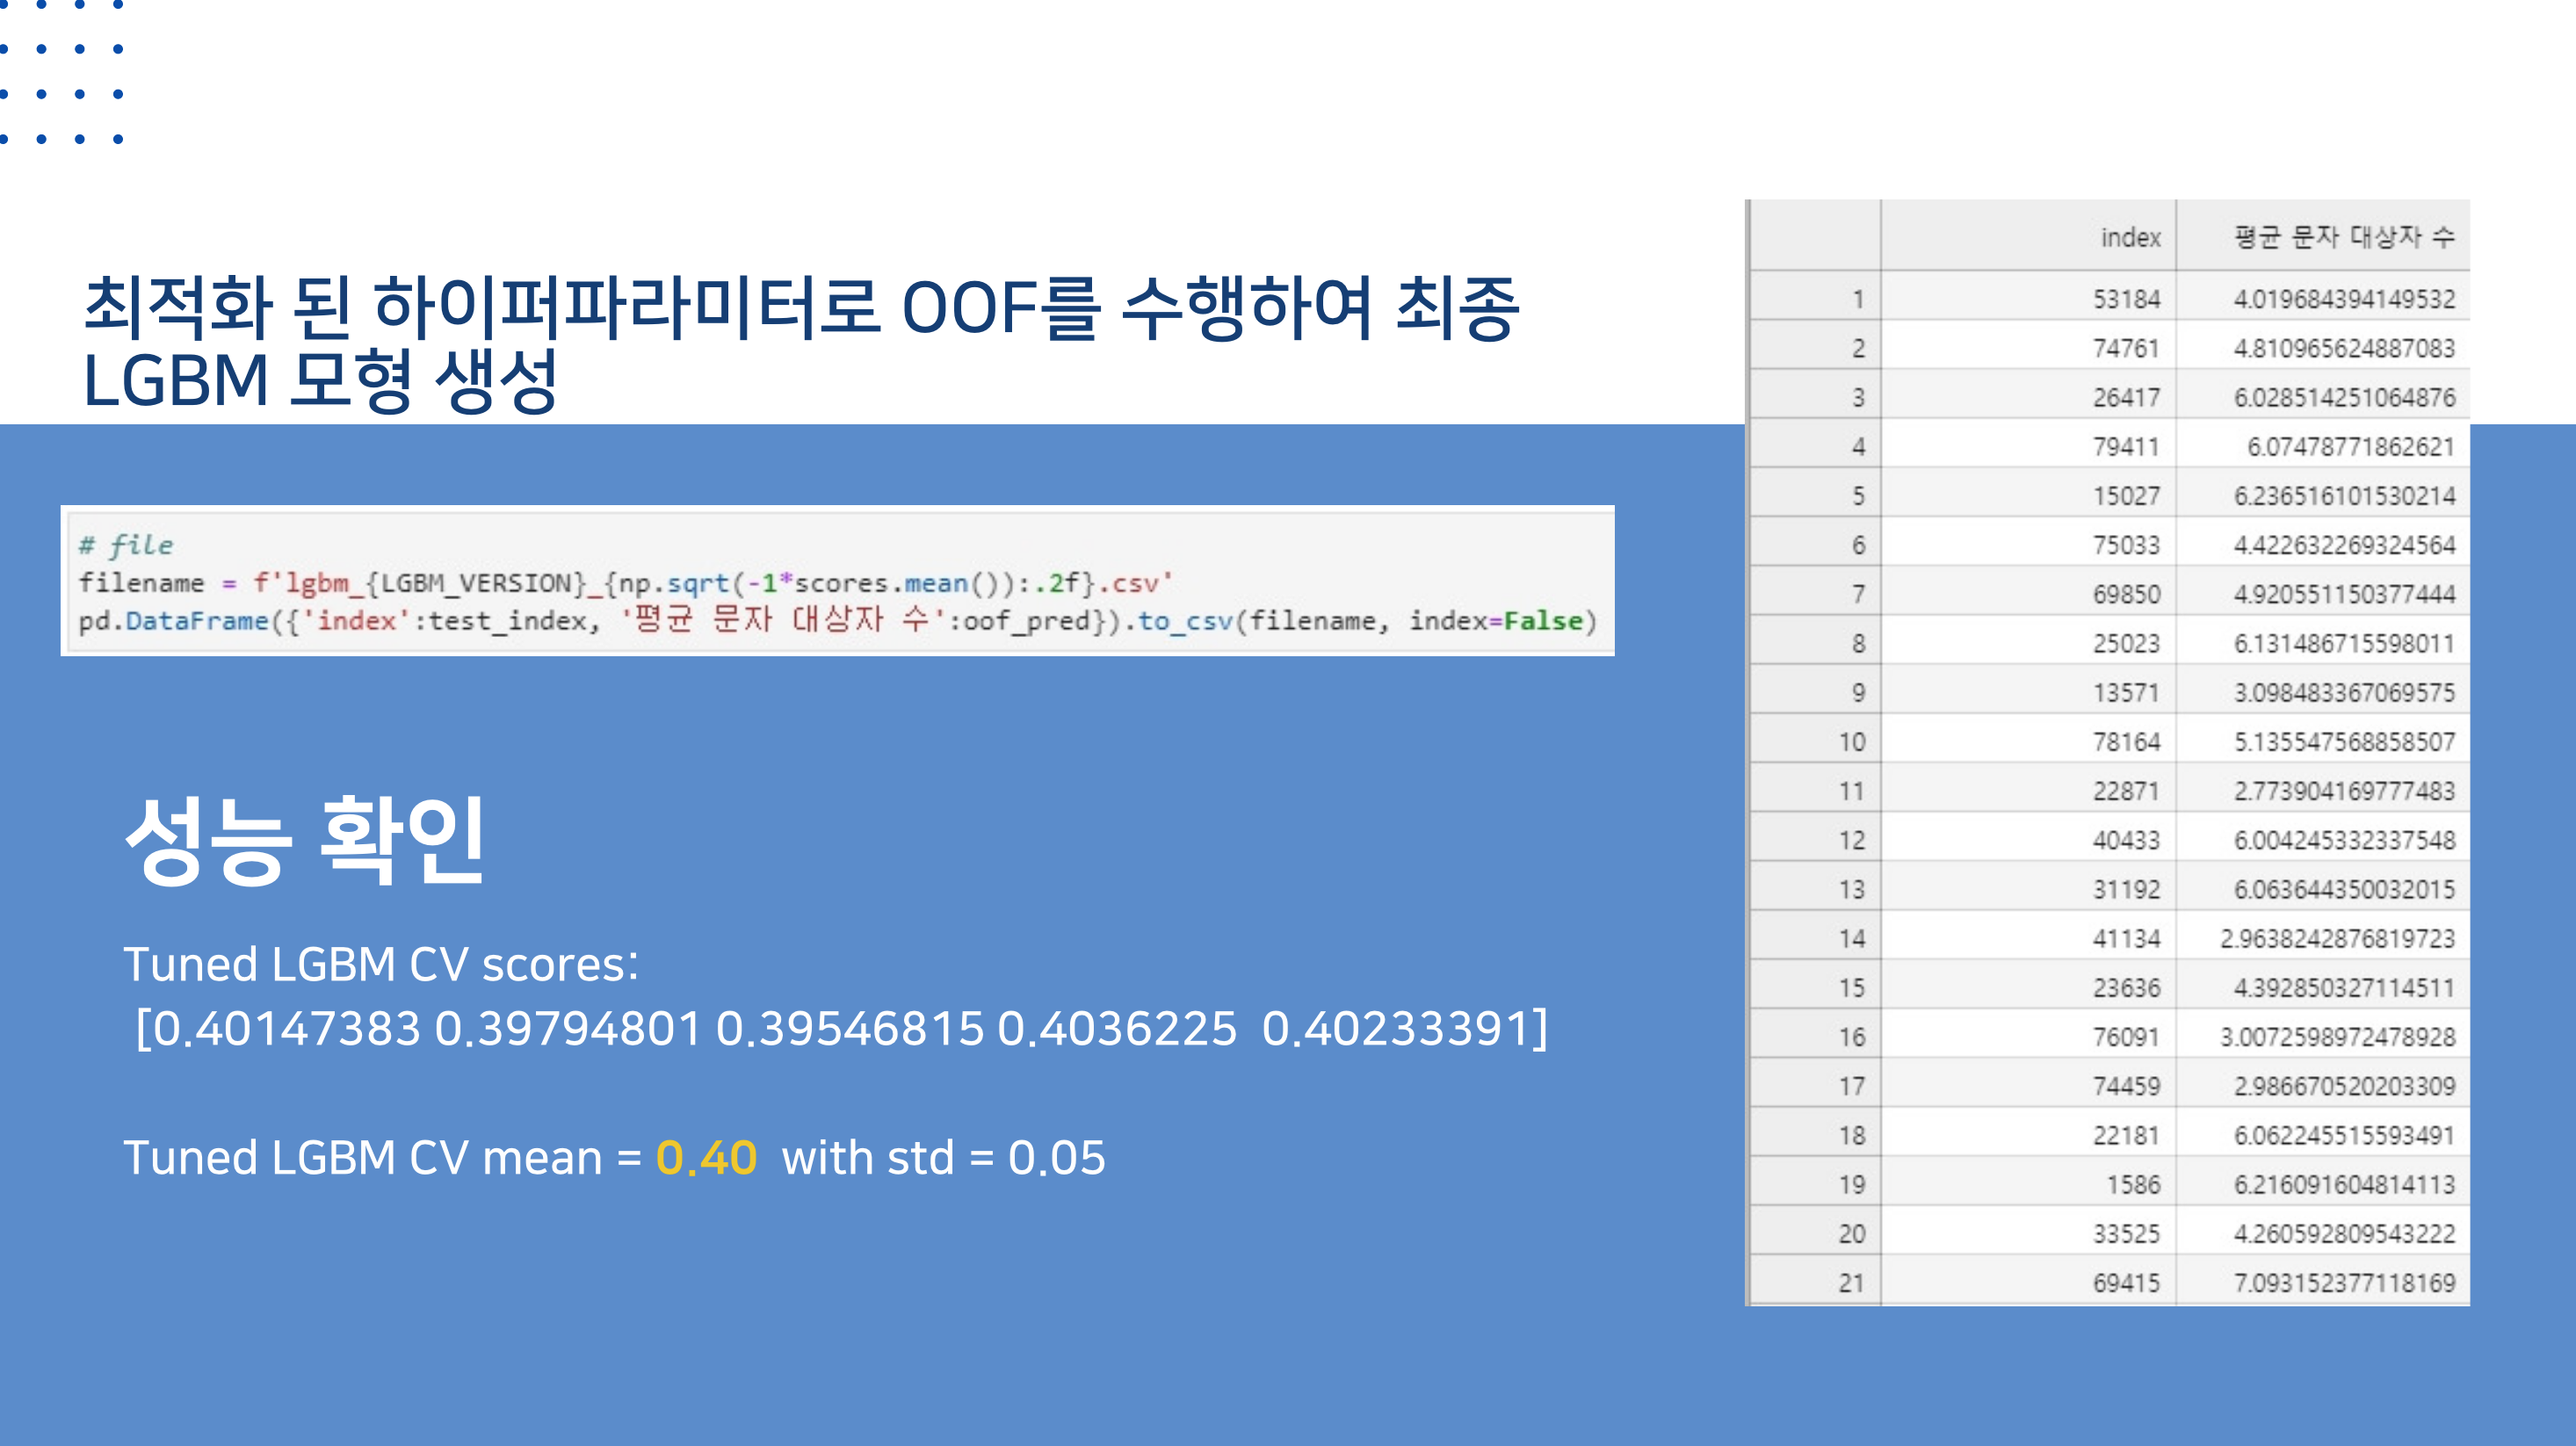 최적화 된 하이퍼파라미터로 OOF를 수행하여 최종
LGBM 모형 생성
# file
filename = f'lgbm_{LGBM_VERSION}_{np.sqrt(-1*scores.mean()):.2f}.csv'
pd.DataFrame({'index':test_index, '평균 문자 대상자 수':oof_pred}).to_csv(filename, index=False)
성능 확인
Tuned LGBM CV scores:
[0.40147383 0.39794801 0.39546815 0.4036225 0.40233391]
Tuned LGBM CV mean = 0.40 with std = 0.05
index 평균 문자 대상자 수
1 53184 4.019684394149532
2 74761 4.810965624887083
3 26417 6.028514251064876
4 79411 6.07478771862621
5 15027 6.236516101530214
6 75033 4.422632269324564
7 69850 4.920551150377444
8 25023 6.131486715598011
9 13571 3.098483367069575
10 78164 5.135547568858507
11 22871 2.773904169777483
12 40433 6.004245332337548
13 31192 6.063644350032015
14 41134 2.9638242876819723
15 23636 4.392850327114511
16 76091 3.0072598972478928
17 74459 2.986670520203309
18 22181 6.062245515593491
19 1586 6.216091604814113
20 33525 4.260592809543222
21 69415 7.093152377118169